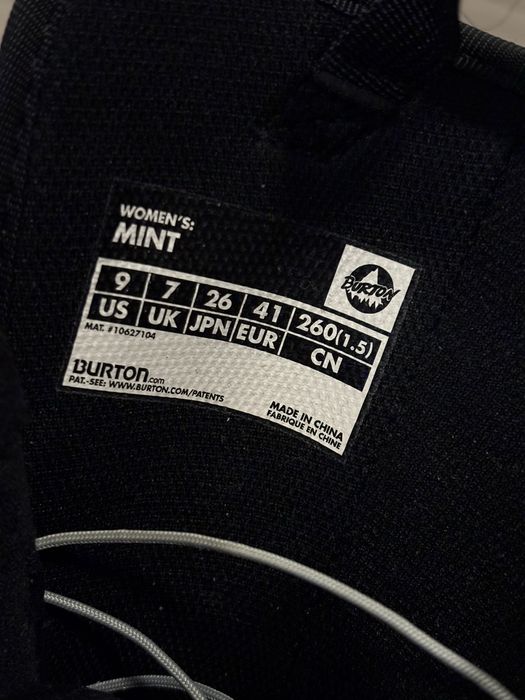 WOMEN'S:
MINT
BURTON
9 7 26 41 260(1.5)
US UK JPN EUR CN
MAT. #10627104
BURTON.com
PAT.-SEE: WWW.BURTON.COM/PATENTS
MADE IN CHINA
FABRIQUE EN CHINE